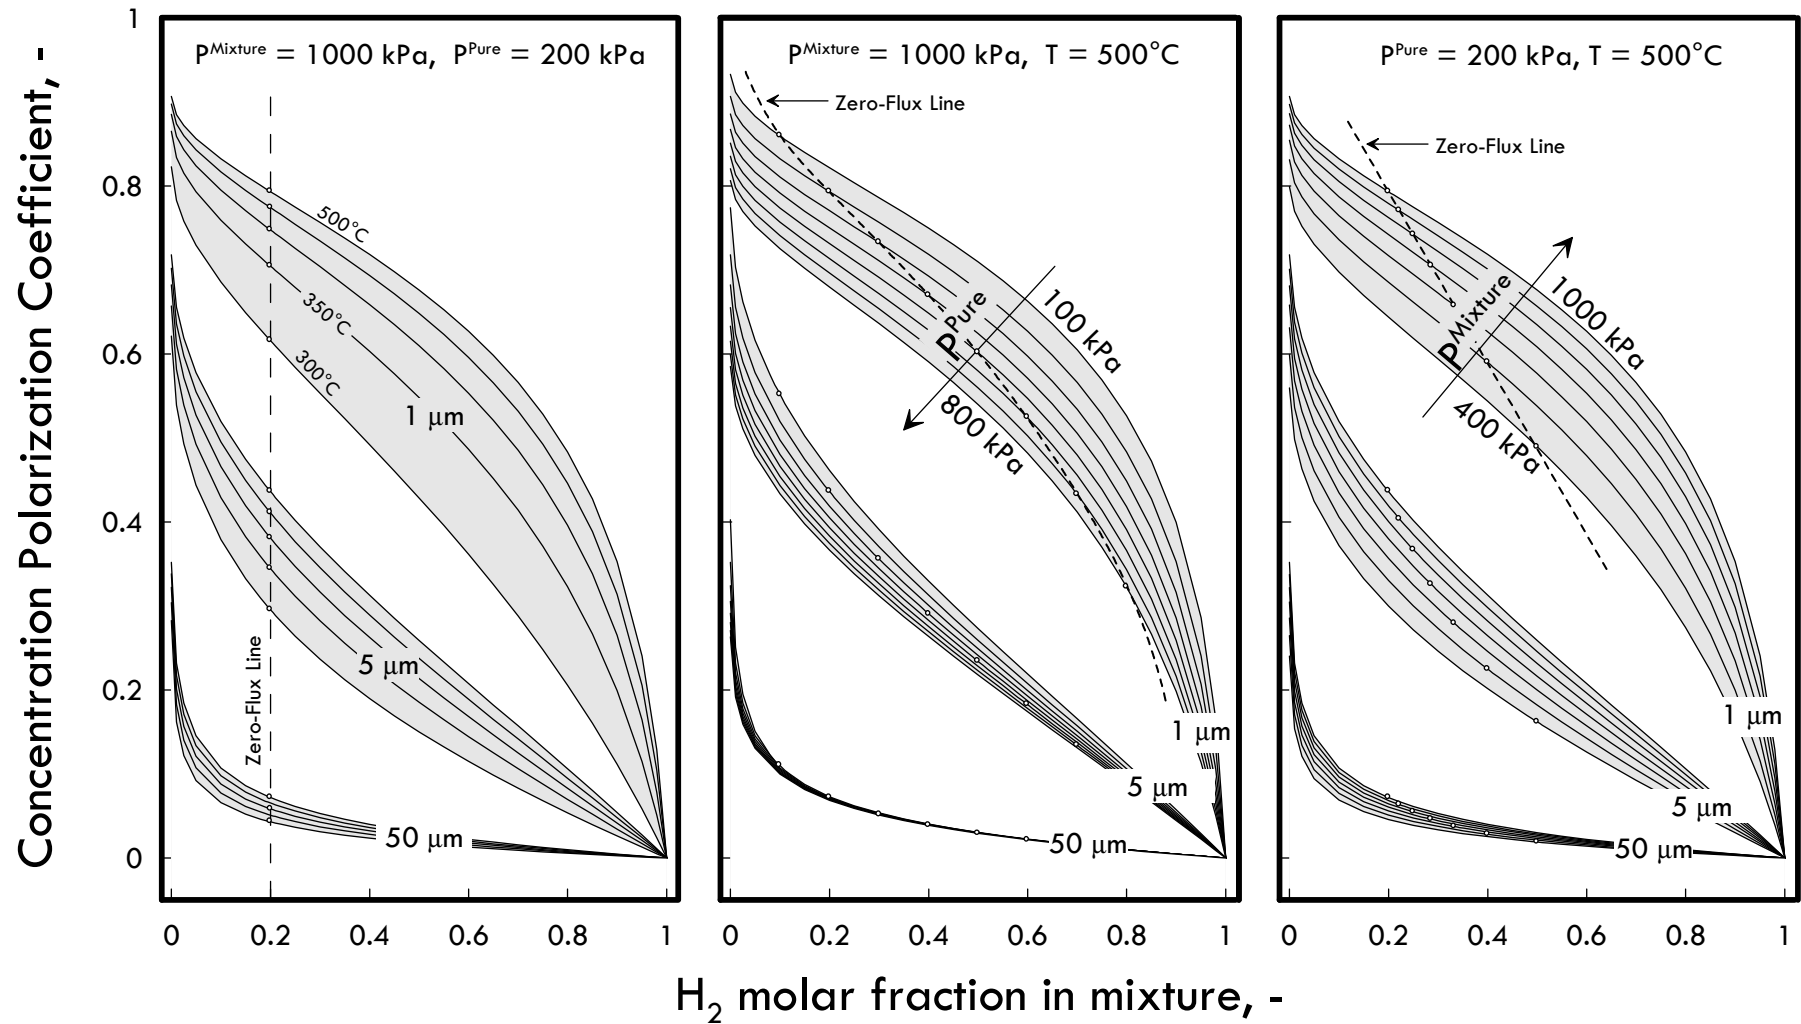 Concentration Polarization Coefficient, -
1
0.8
0.6
0.4
0.2
0
P^Mixture = 1000 kPa, P^Pure = 200 kPa
500°C
350°C
300°C
1 μm
5 μm
Zero-Flux Line
50 μm
0 0.2 0.4 0.6 0.8 1
P^Mixture = 1000 kPa, T = 500°C
Zero-Flux Line
P^Pure
100 kPa
800 kPa
1 μm
5 μm
50 μm
0 0.2 0.4 0.6 0.8 1
P^Pure = 200 kPa, T = 500°C
Zero-Flux Line
P^Mixture
1000 kPa
400 kPa
1 μm
5 μm
50 μm
0 0.2 0.4 0.6 0.8 1
H₂ molar fraction in mixture, -